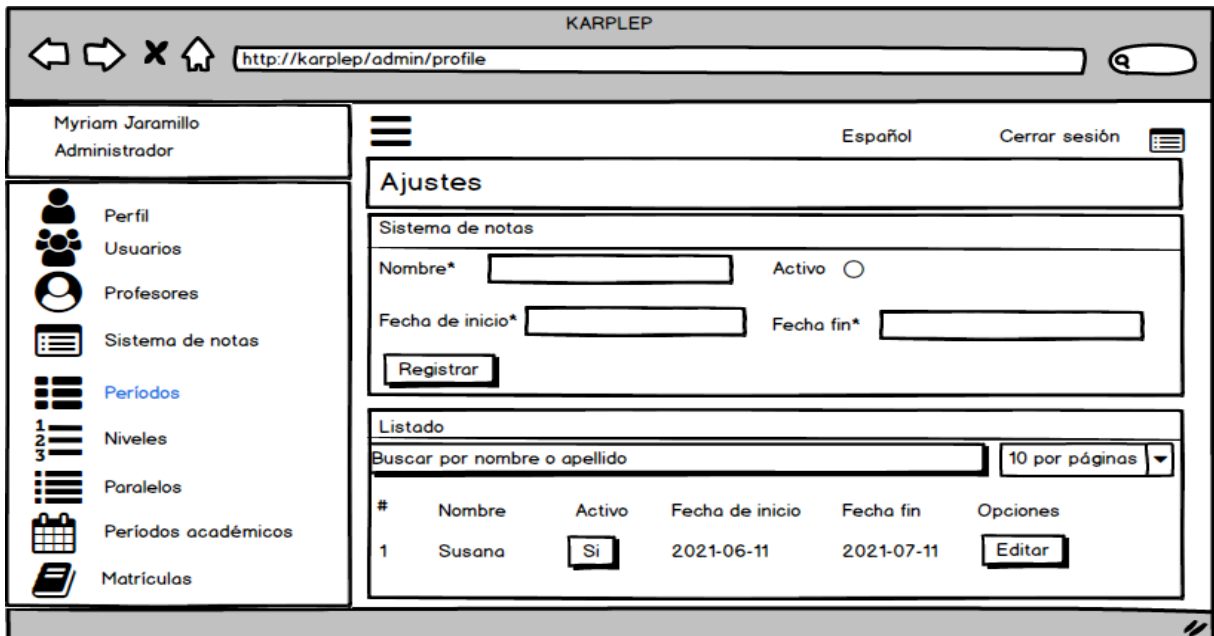 KARPLEP
http://karplep/admin/profile
Myriam Jaramillo
Administrador
Perfil
Usuarios
Profesores
Sistema de notas
Períodos
1
2
3
Niveles
Paralelos
Períodos académicos
Matrículas
Español Cerrar sesión
Ajustes
Sistema de notas
Nombre* Activo
Fecha de inicio* Fecha fin*
Registrar
Listado
Buscar por nombre o apellido 10 por páginas
# Nombre Activo Fecha de inicio Fecha fin Opciones
1 Susana Si 2021-06-11 2021-07-11 Editar